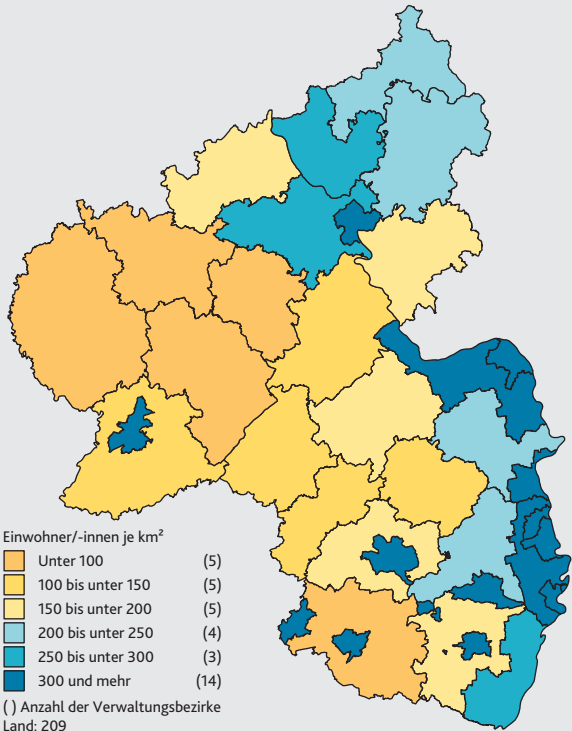 Einwohner/-innen je km²
Unter 100 (5)
100 bis unter 150 (5)
150 bis unter 200 (5)
200 bis unter 250 (4)
250 bis unter 300 (3)
300 und mehr (14)
( ) Anzahl der Verwaltungsbezirke
Land: 209